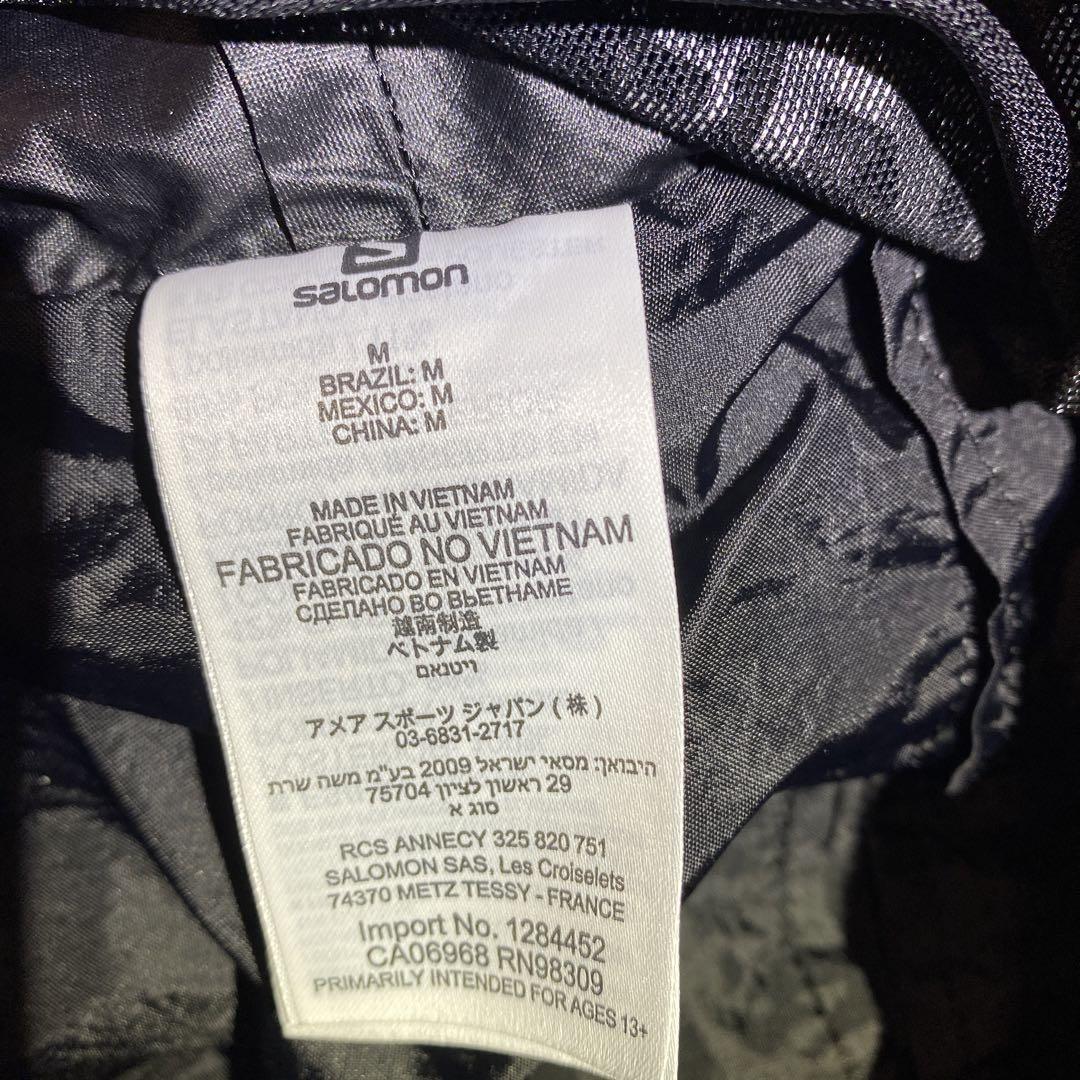 salomon
M
BRAZIL: M
MEXICO: M
CHINA: M
MADE IN VIETNAM
FABRIQUÉ AU VIETNAM
FABRICADO NO VIETNAM
FABRICADO EN VIETNAM
СДЕЛАНО ВО ВЬЕТНАМЕ
越南制造
ベトナム製
ויטנאם
アメア スポーツ ジャパン ( 株 )
03-6831-2717
היבואן: מסאי ישראל 2009 בע"מ משה שרת
29 ראשון לציון 75704
סוג א
RCS ANNECY 325 820 751
SALOMON SAS, Les Croiselets
74370 METZ TESSY - FRANCE
Import No. 1284452
CA06968 RN98309
PRIMARILY INTENDED FOR AGES 13+